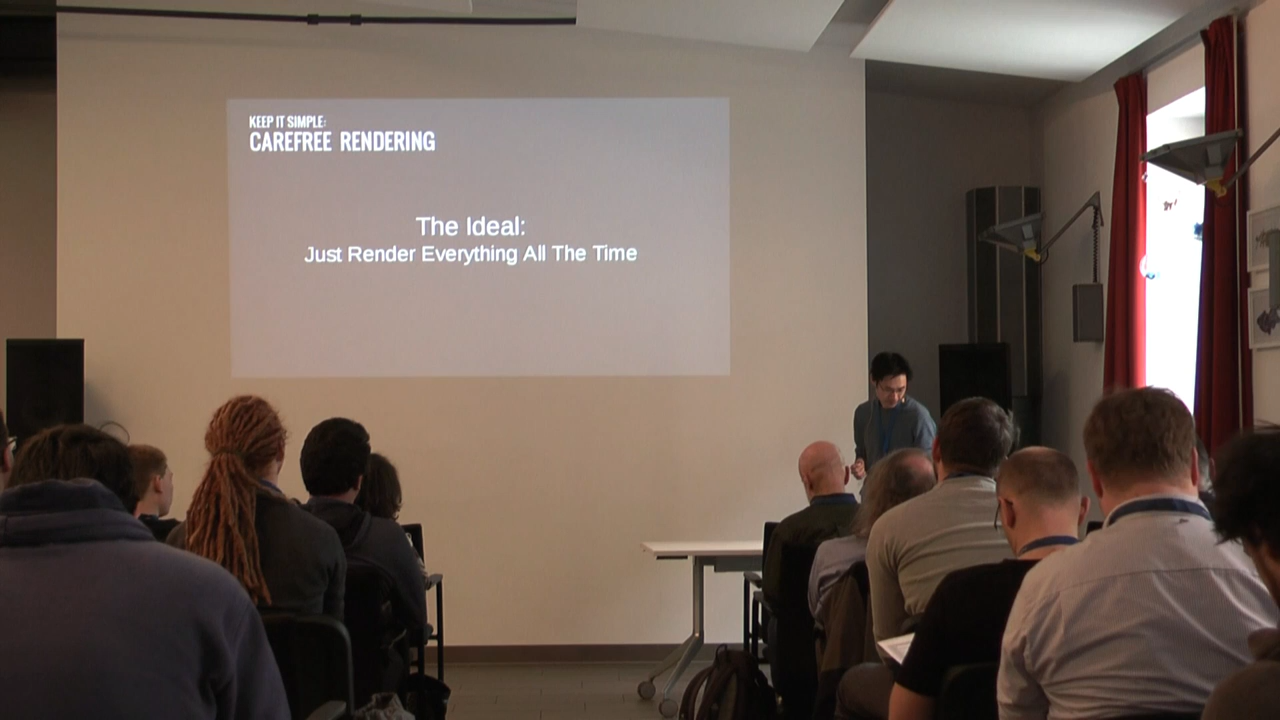 KEEP IT SIMPLE:
CAREFREE RENDERING
The Ideal:
Just Render Everything All The Time